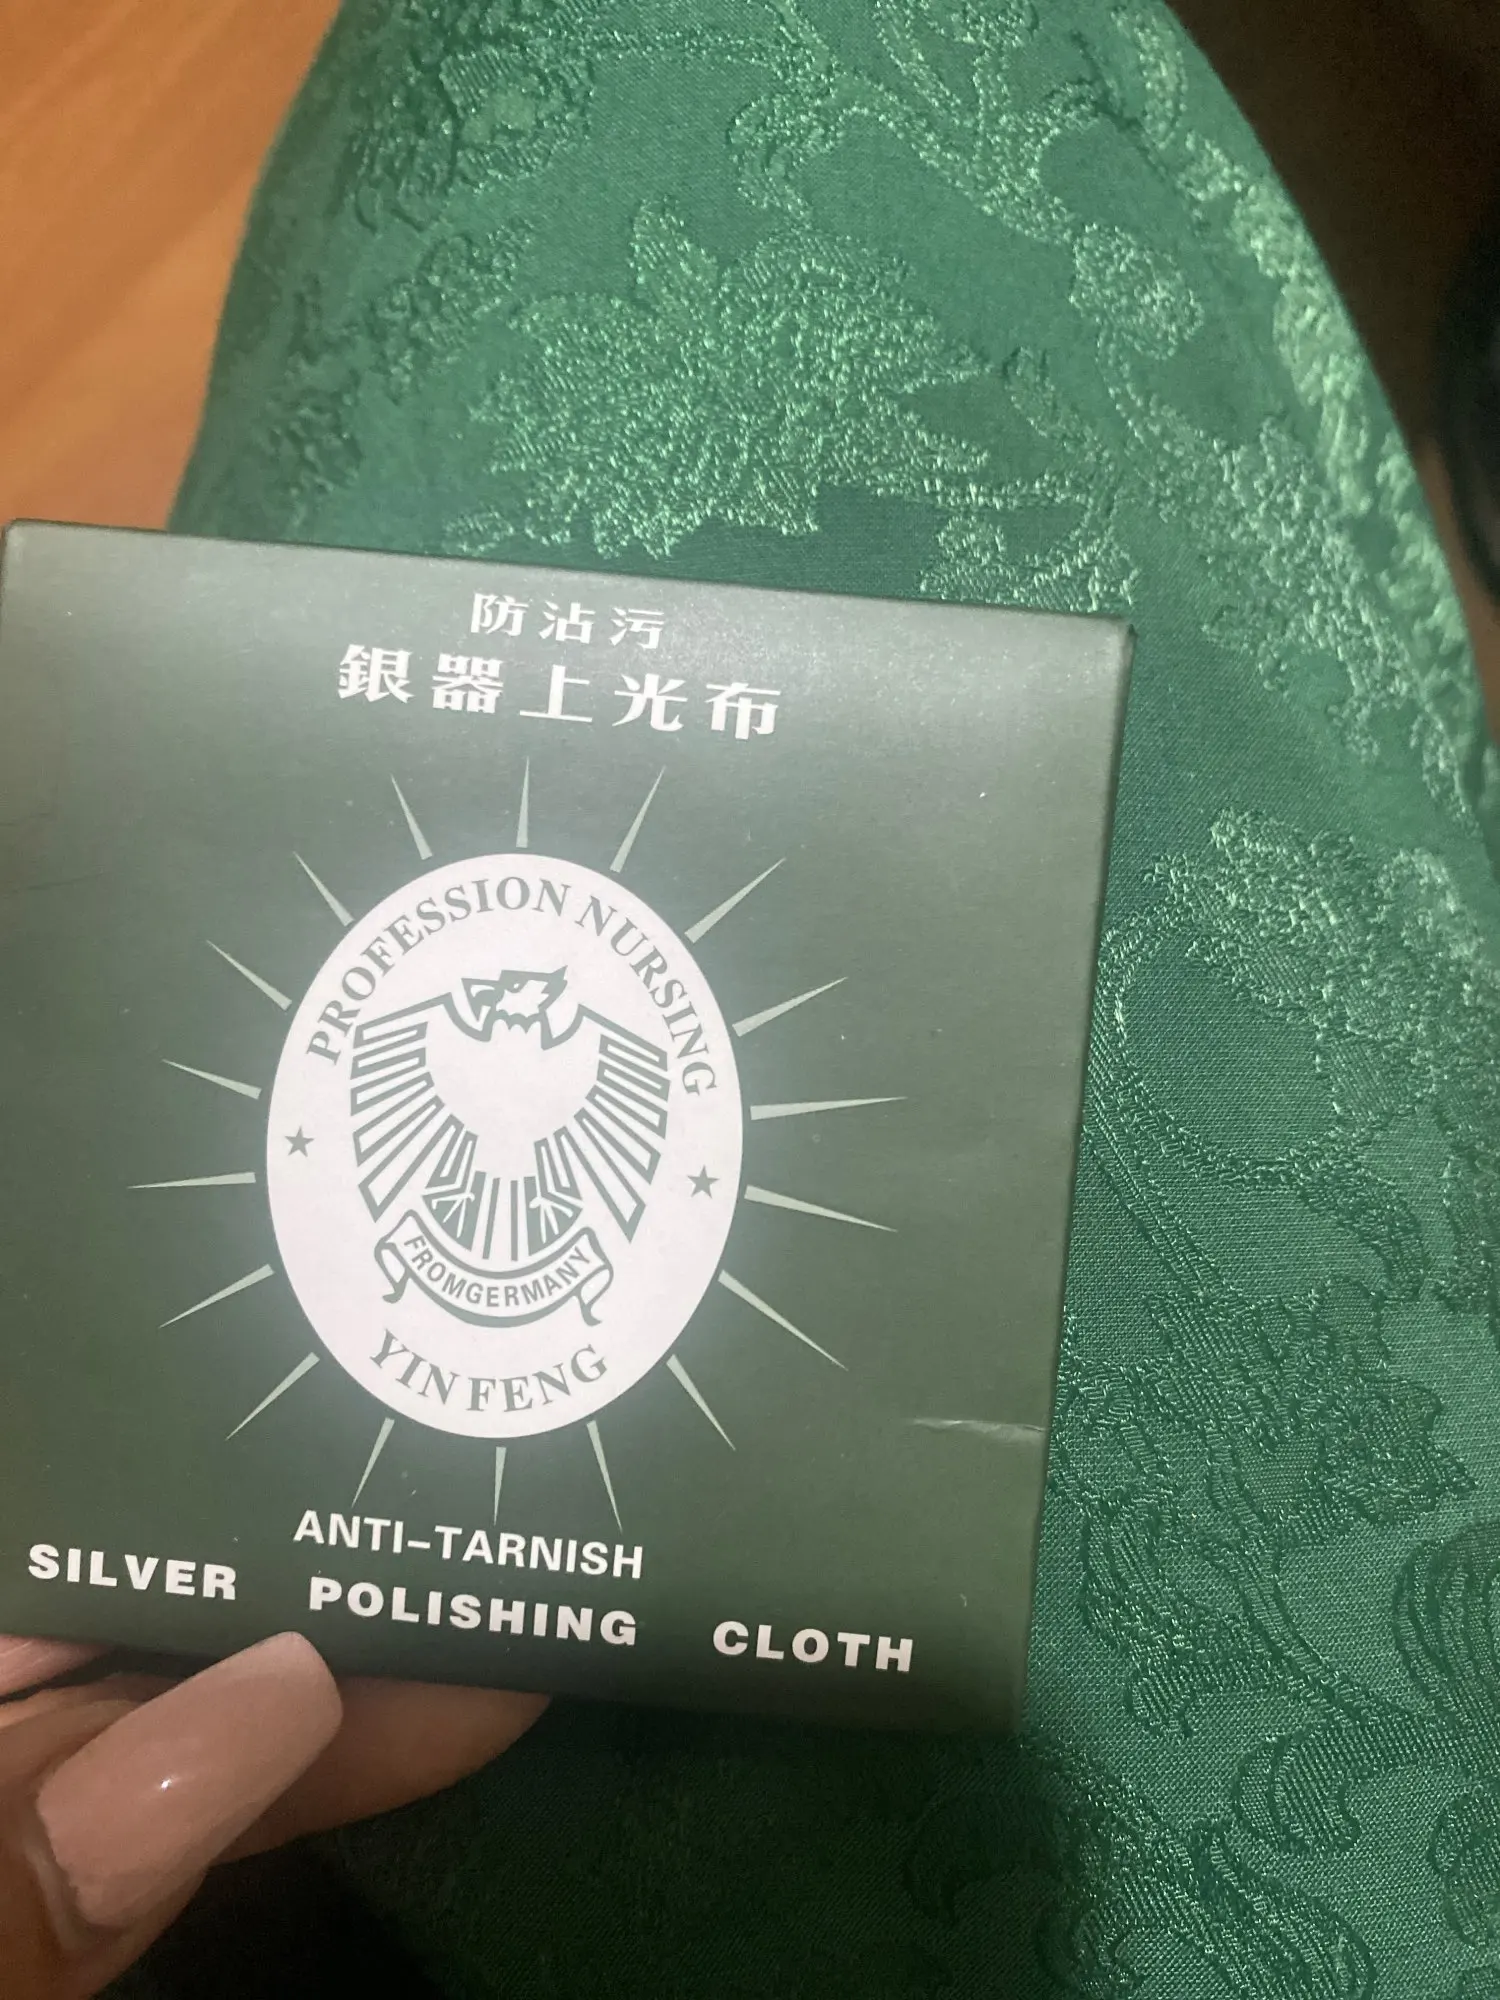 防沾污
銀器上光布
PROFESSION NURSING
FROMGERMANY
YIN FENG
ANTI-TARNISH
SILVER POLISHING CLOTH